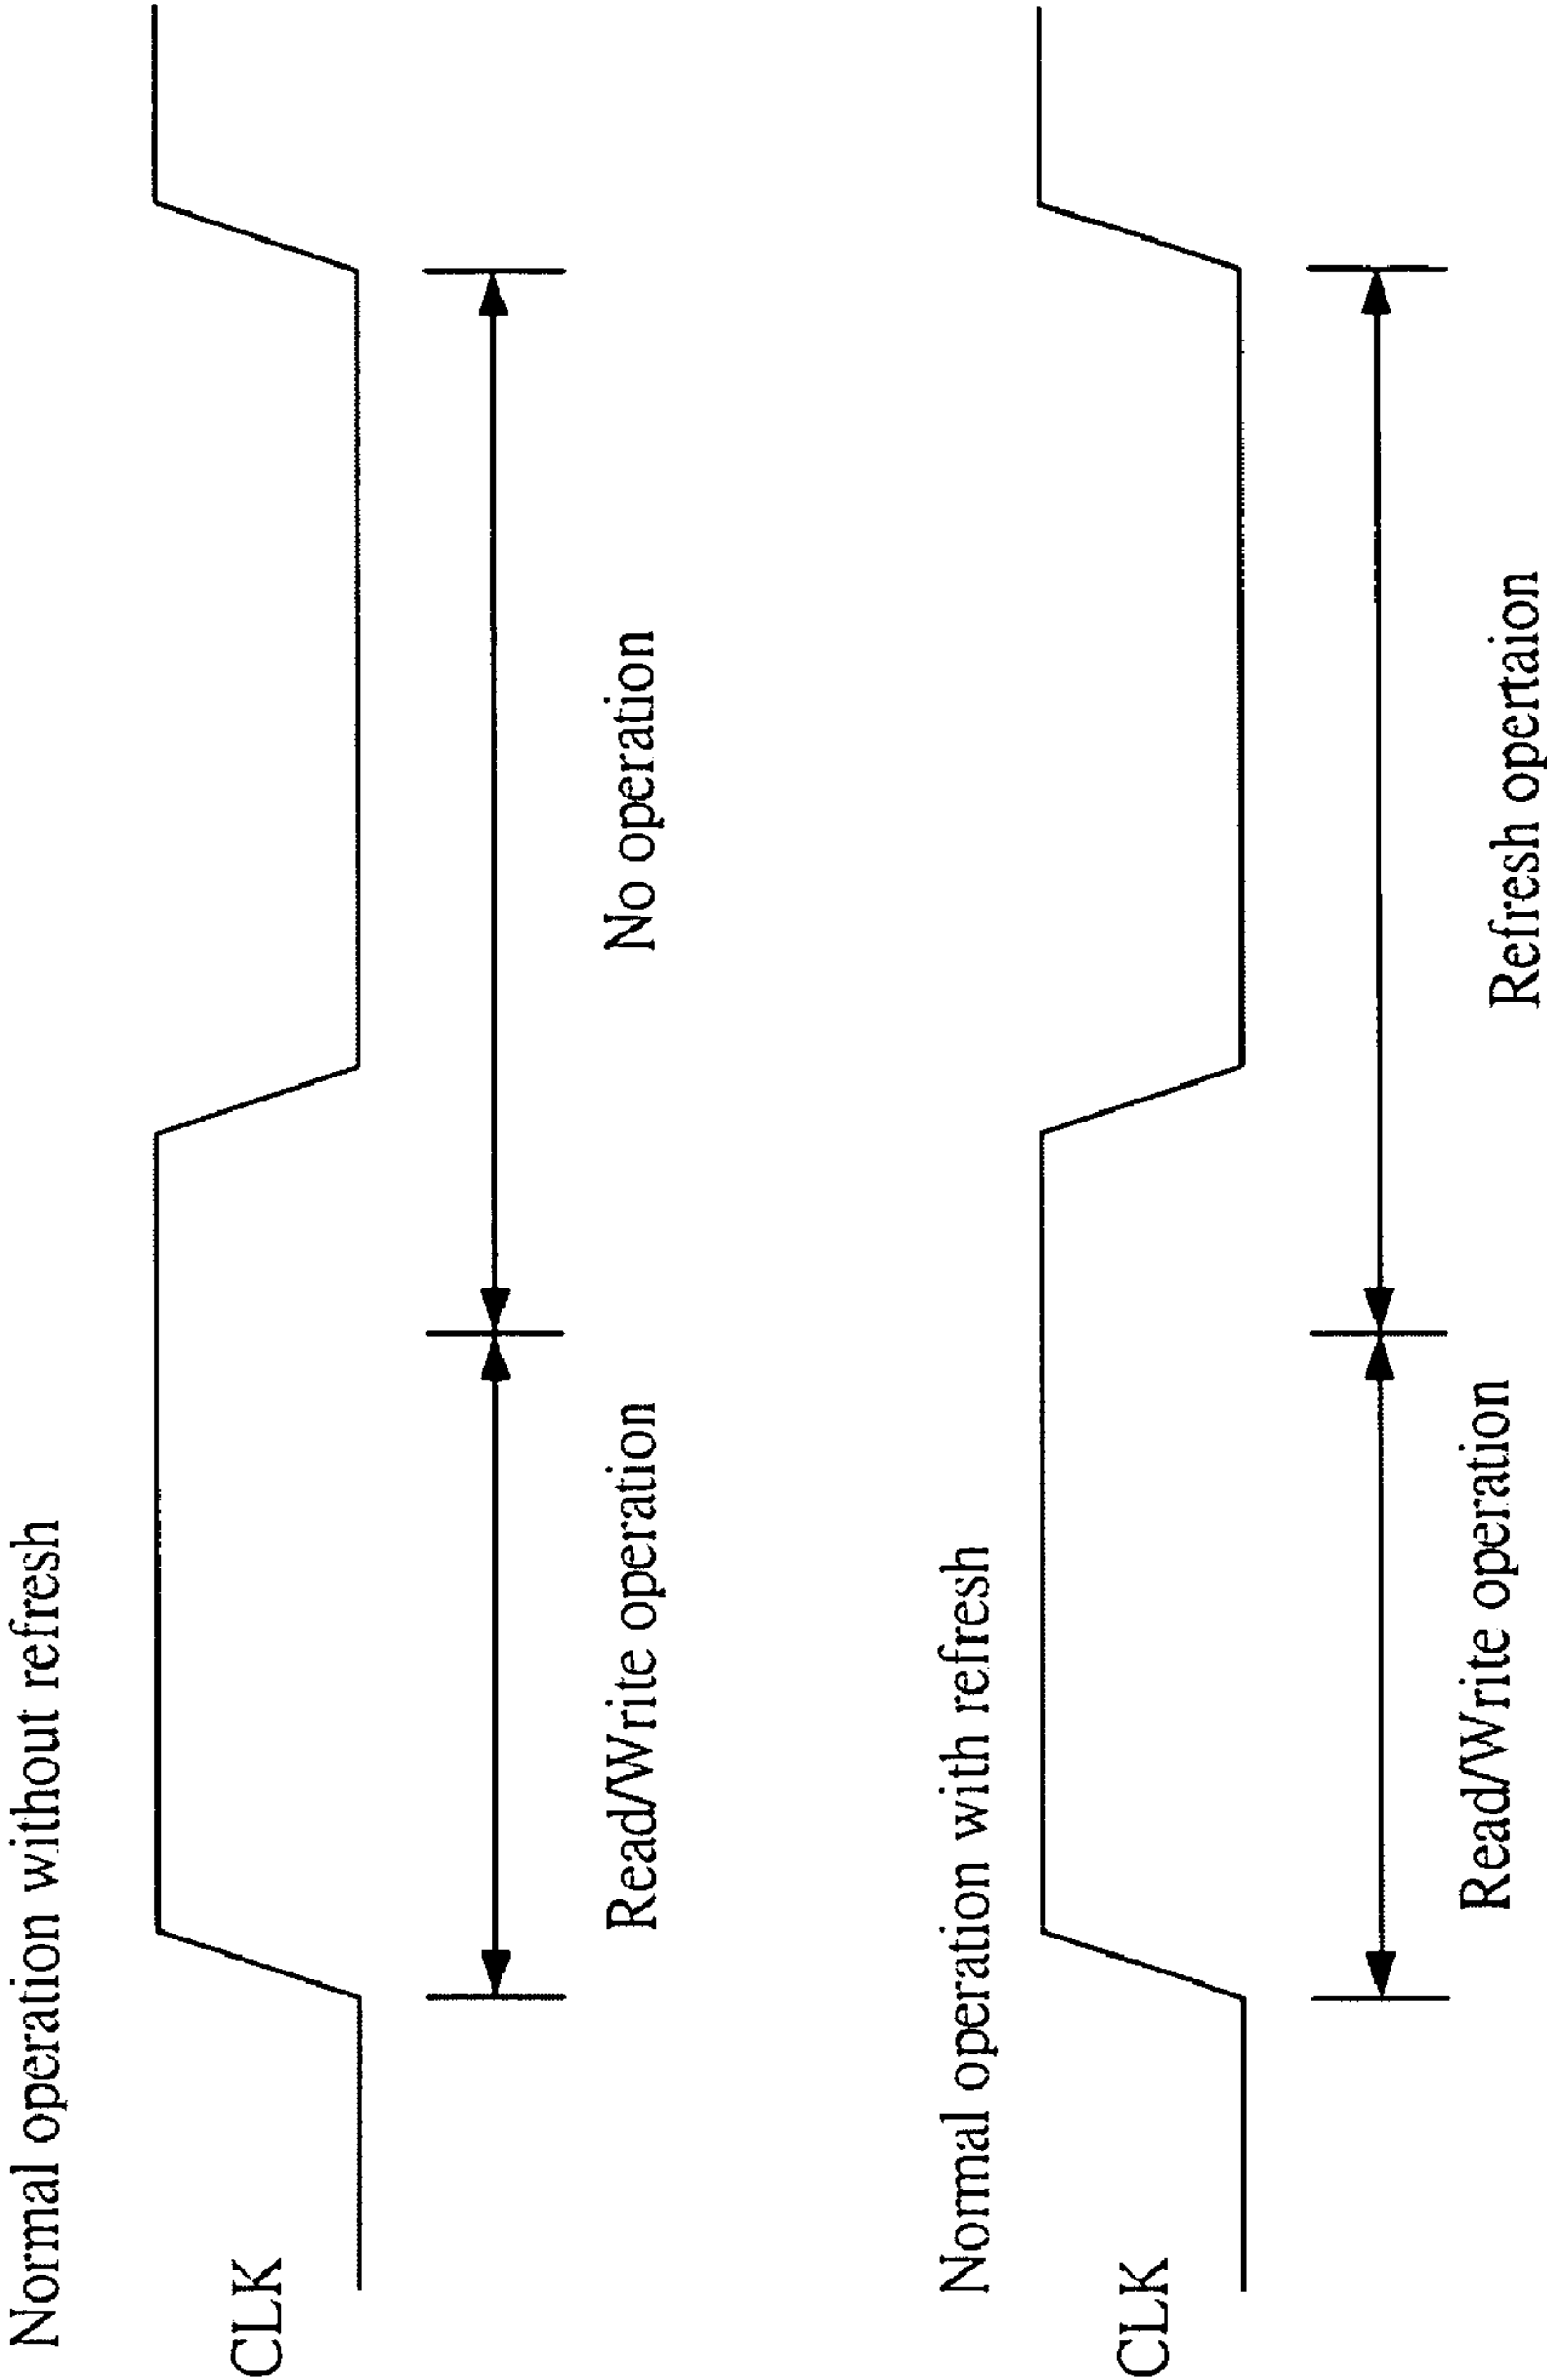 Normal operation without refresh
CLK
Read/Write operation
No operation
Normal operation with refresh
CLK
Read/Write operation
Refresh opertaion